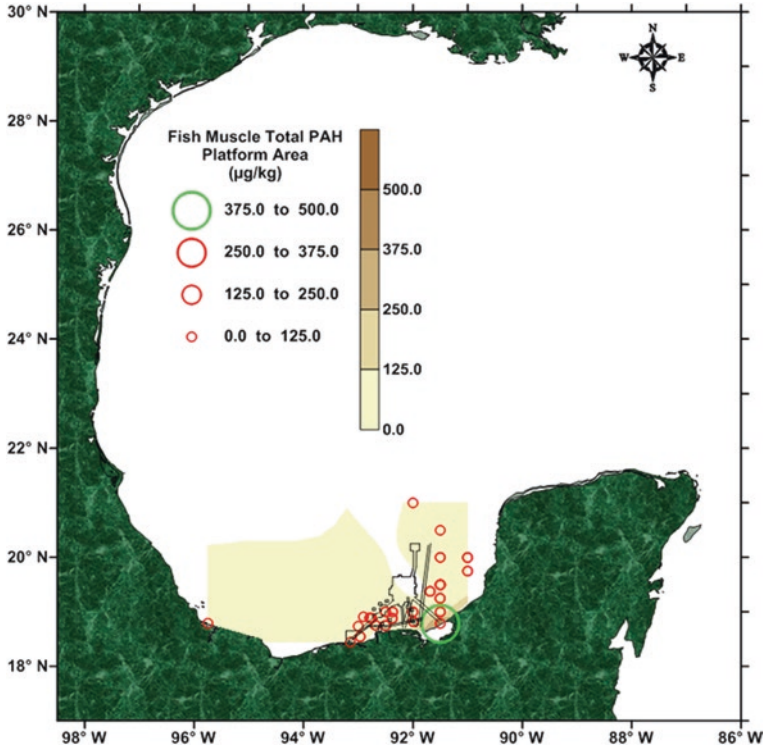 30° N
28° N
26° N
24° N
22° N
20° N
18° N
N
W E
S
Fish Muscle Total PAH
Platform Area
(µg/kg)
375.0 to 500.0
250.0 to 375.0
125.0 to 250.0
0.0 to 125.0
500.0
375.0
250.0
125.0
0.0
98° W 96° W 94° W 92° W 90° W 88° W 86° W